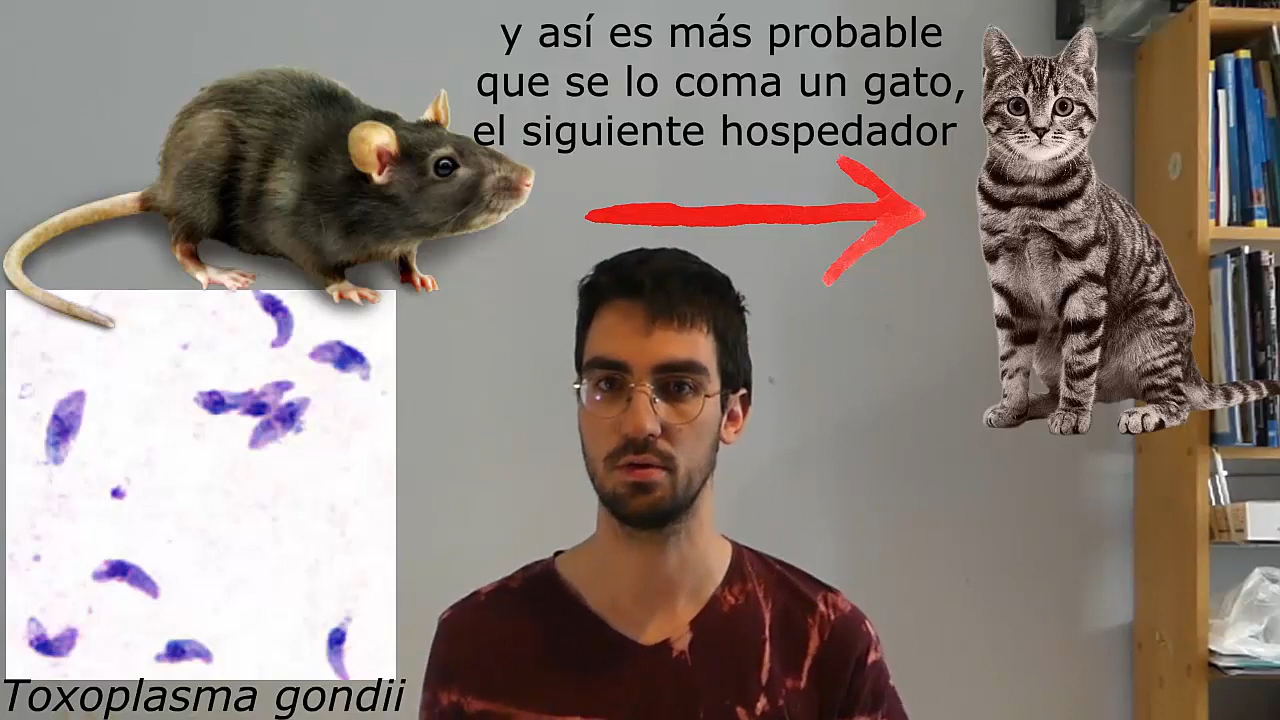 y así es más probable
que se lo coma un gato,
el siguiente hospedador
Toxoplasma gondii